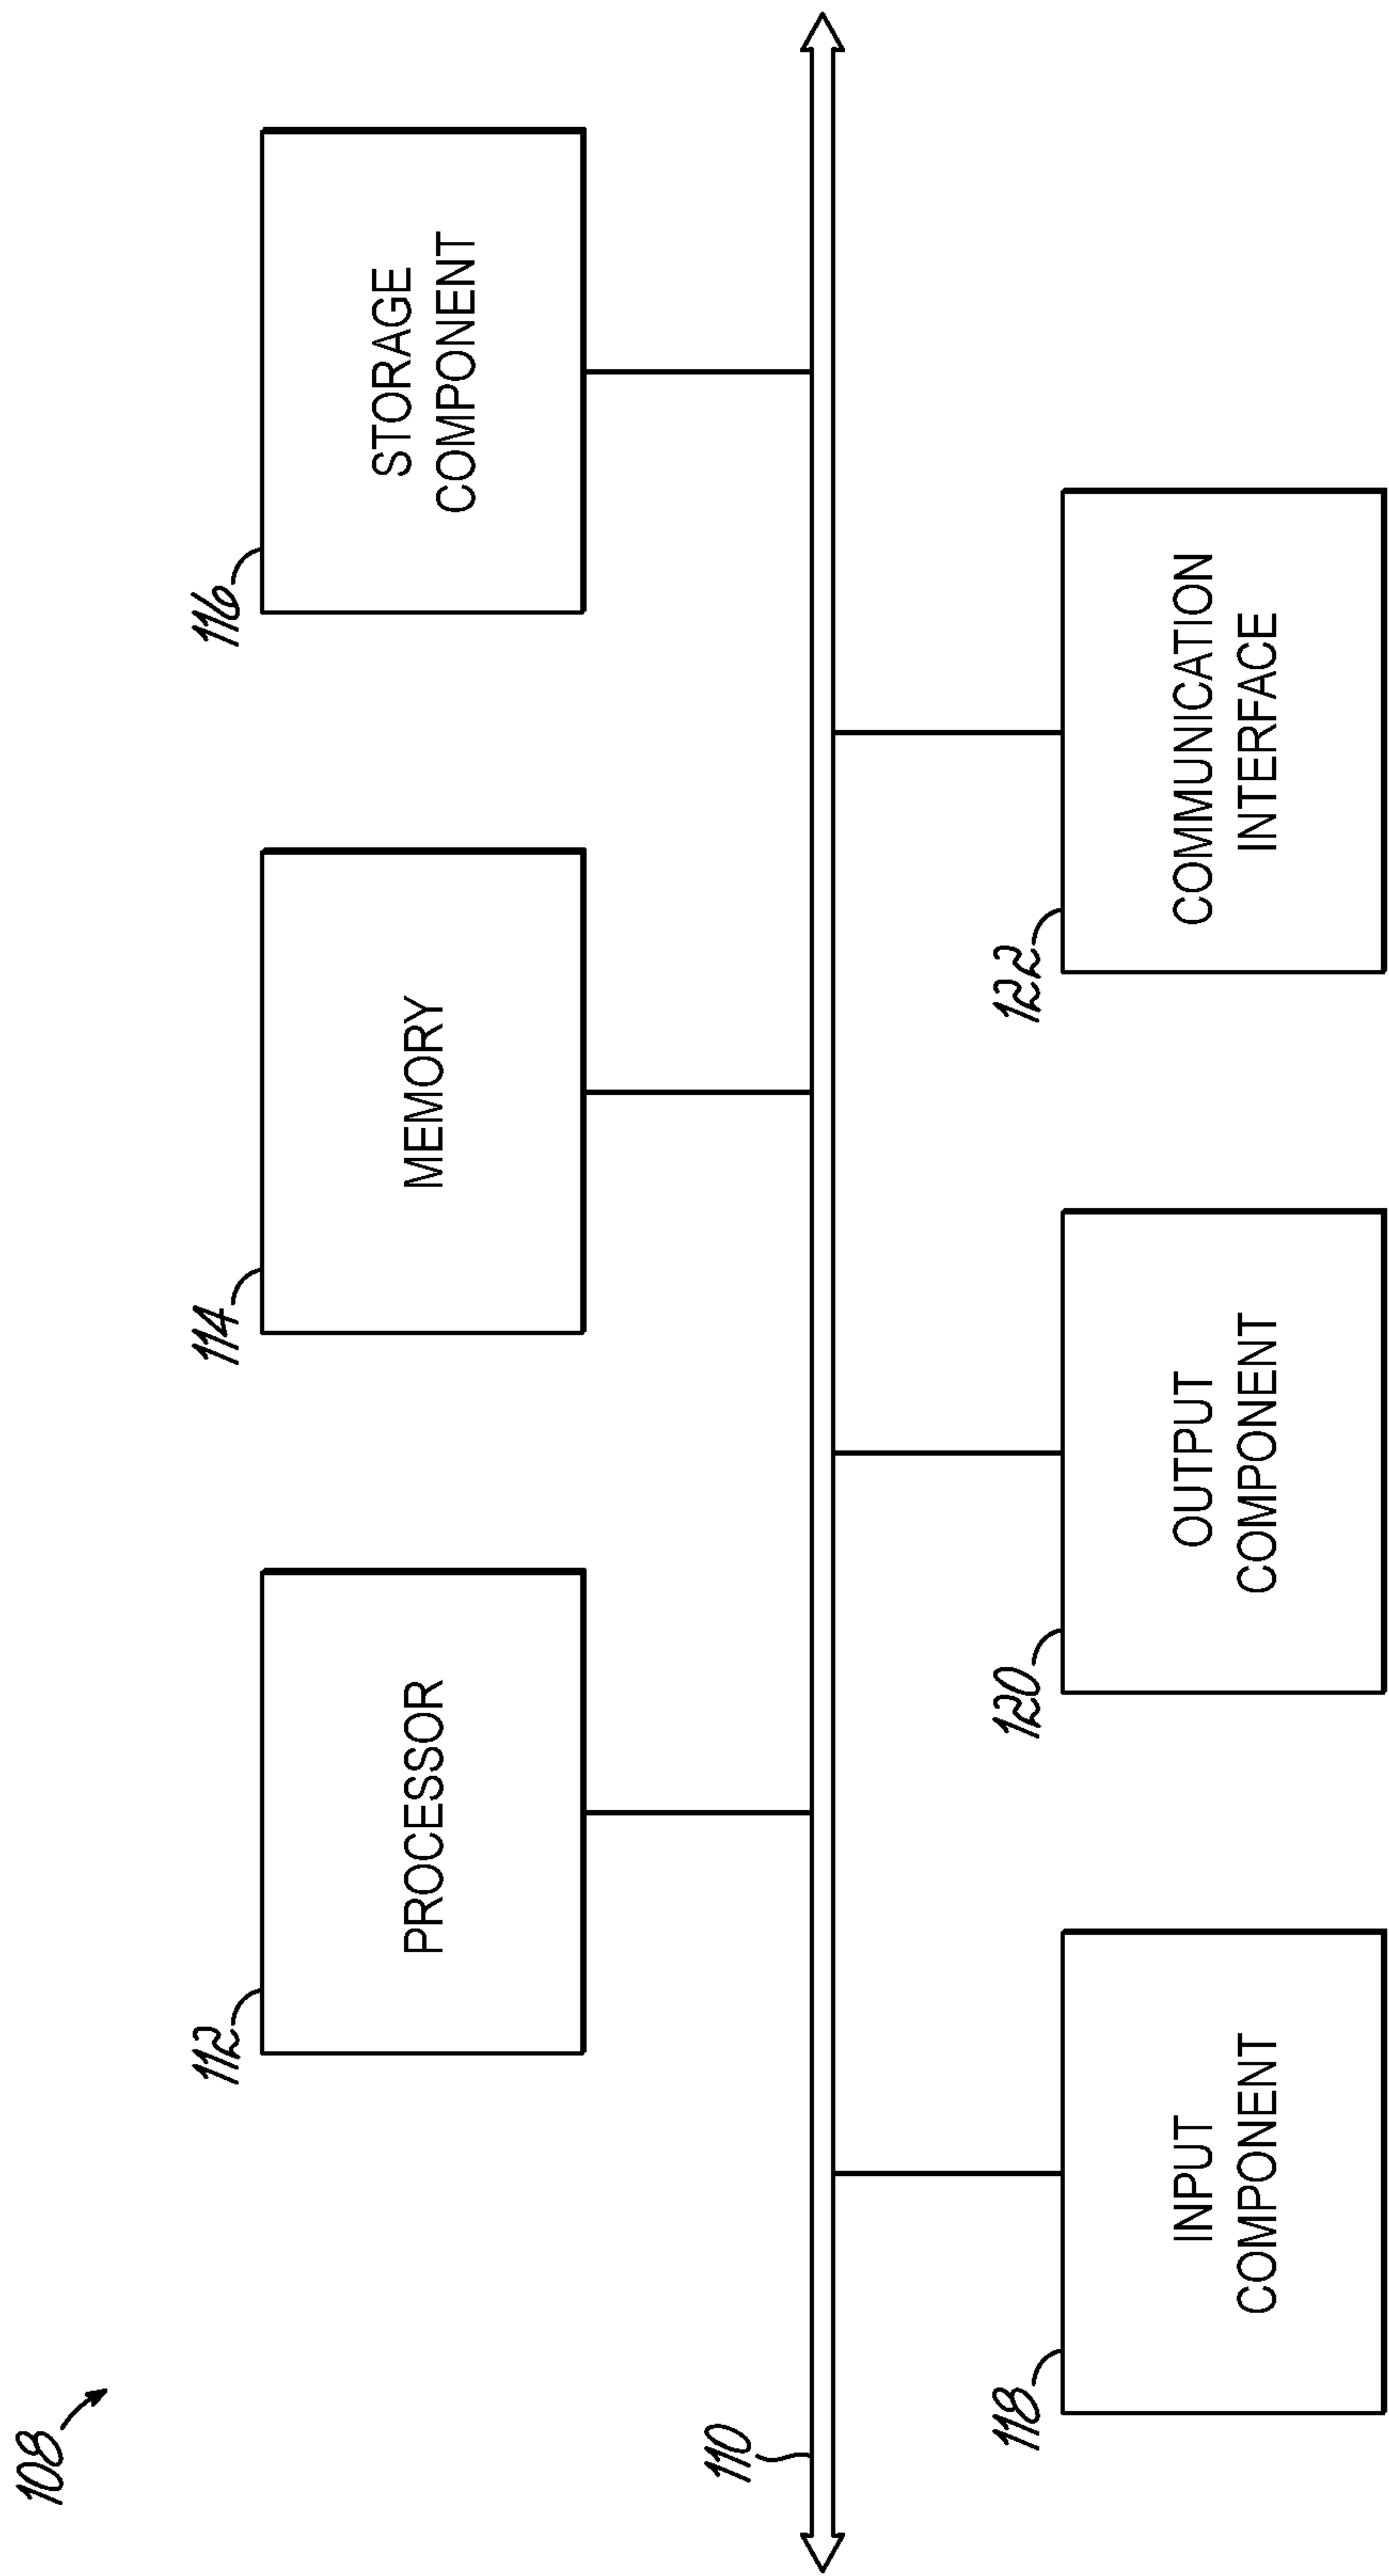 108
112
PROCESSOR
114
MEMORY
116
STORAGE
COMPONENT
110
118
INPUT
COMPONENT
120
OUTPUT
COMPONENT
122
COMMUNICATION
INTERFACE